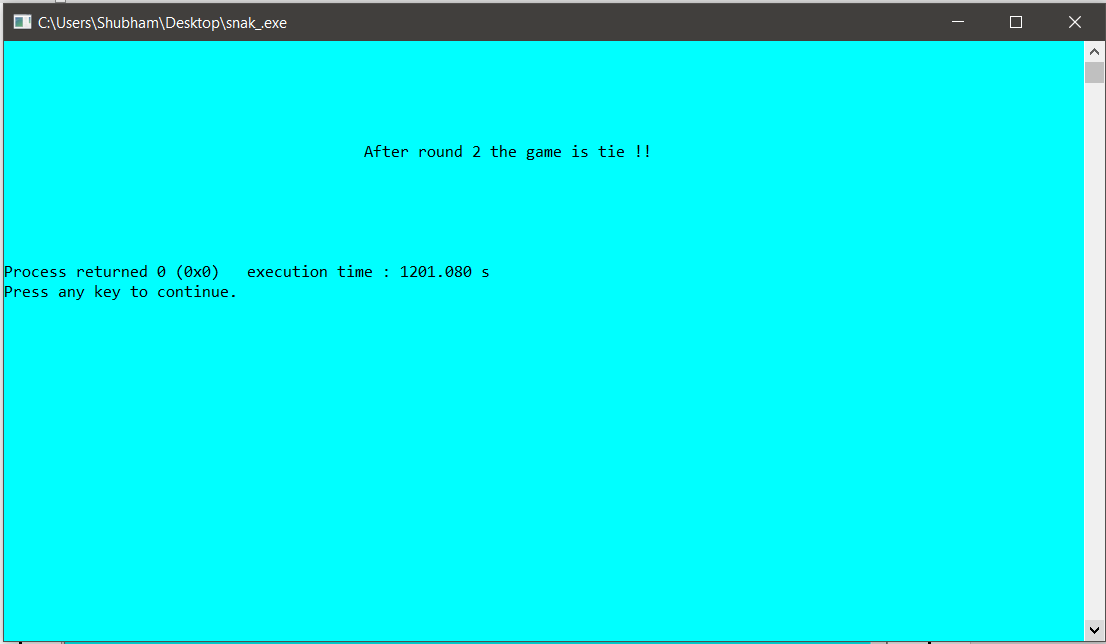 C:\Users\Shubham\Desktop\snak_.exe
After round 2 the game is tie !!
Process returned 0 (0x0)   execution time : 1201.080 s
Press any key to continue.